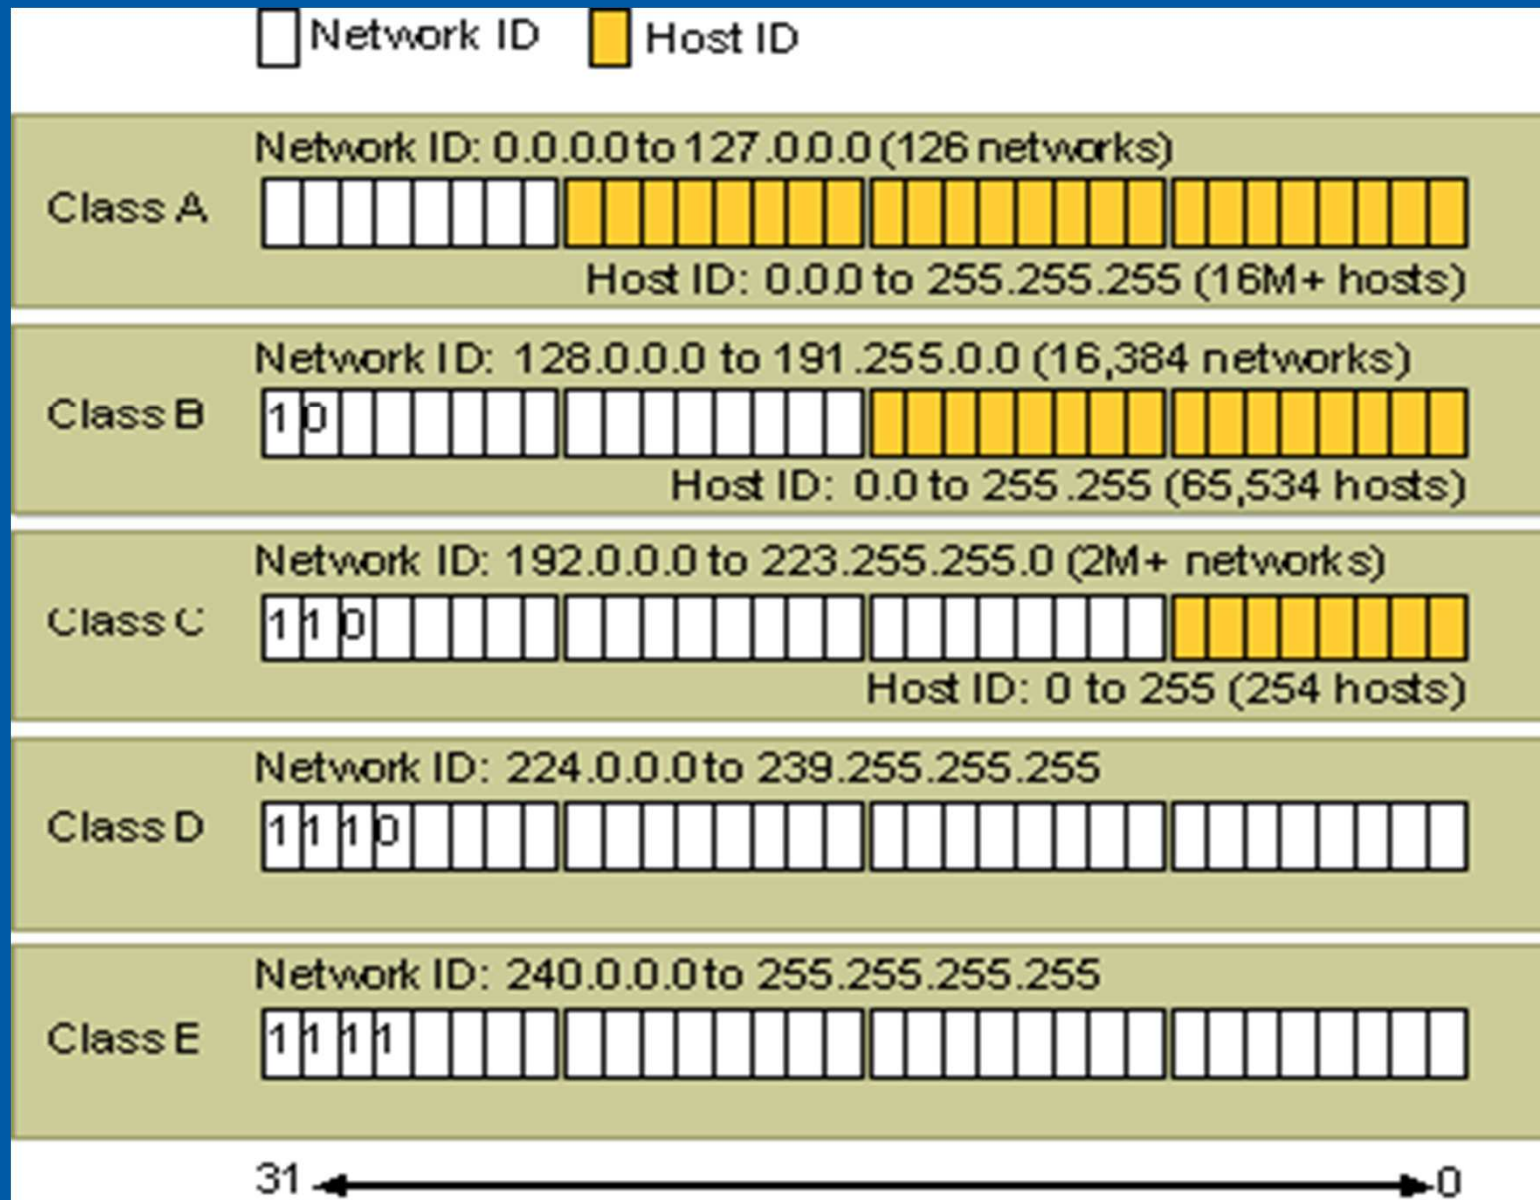 Network ID Host ID
Network ID: 0.0.0.0 to 127.0.0.0 (126 networks)
Class A
Host ID: 0.0.0 to 255.255.255 (16M+ hosts)
Network ID: 128.0.0.0 to 191.255.0.0 (16,384 networks)
Class B
1 0
Host ID: 0.0 to 255.255 (65,534 hosts)
Network ID: 192.0.0.0 to 223.255.255.0 (2M+ networks)
Class C
1 1 0
Host ID: 0 to 255 (254 hosts)
Network ID: 224.0.0.0 to 239.255.255.255
Class D
1 1 1 0
Network ID: 240.0.0.0 to 255.255.255.255
Class E
1 1 1 1
31 0